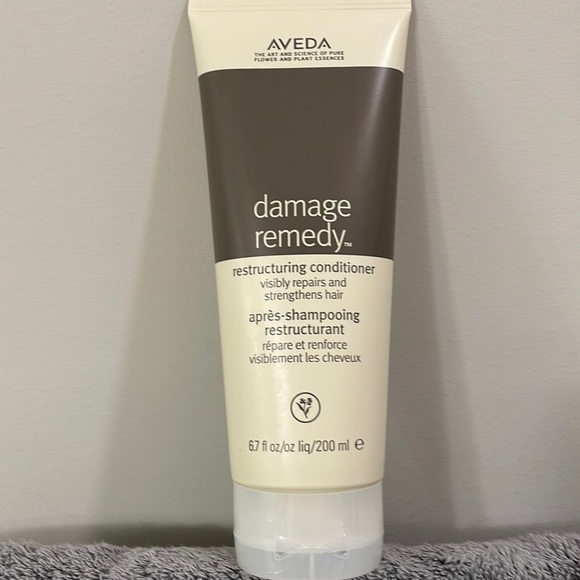 AVEDA
THE ART AND SCIENCE OF PURE
FLOWER AND PLANT ESSENCES
damage
remedy™
restructuring conditioner
visibly repairs and
strengthens hair
après-shampooing
restructurant
répare et renforce
visiblement les cheveux
6.7 fl oz/oz liq/200 ml ℮